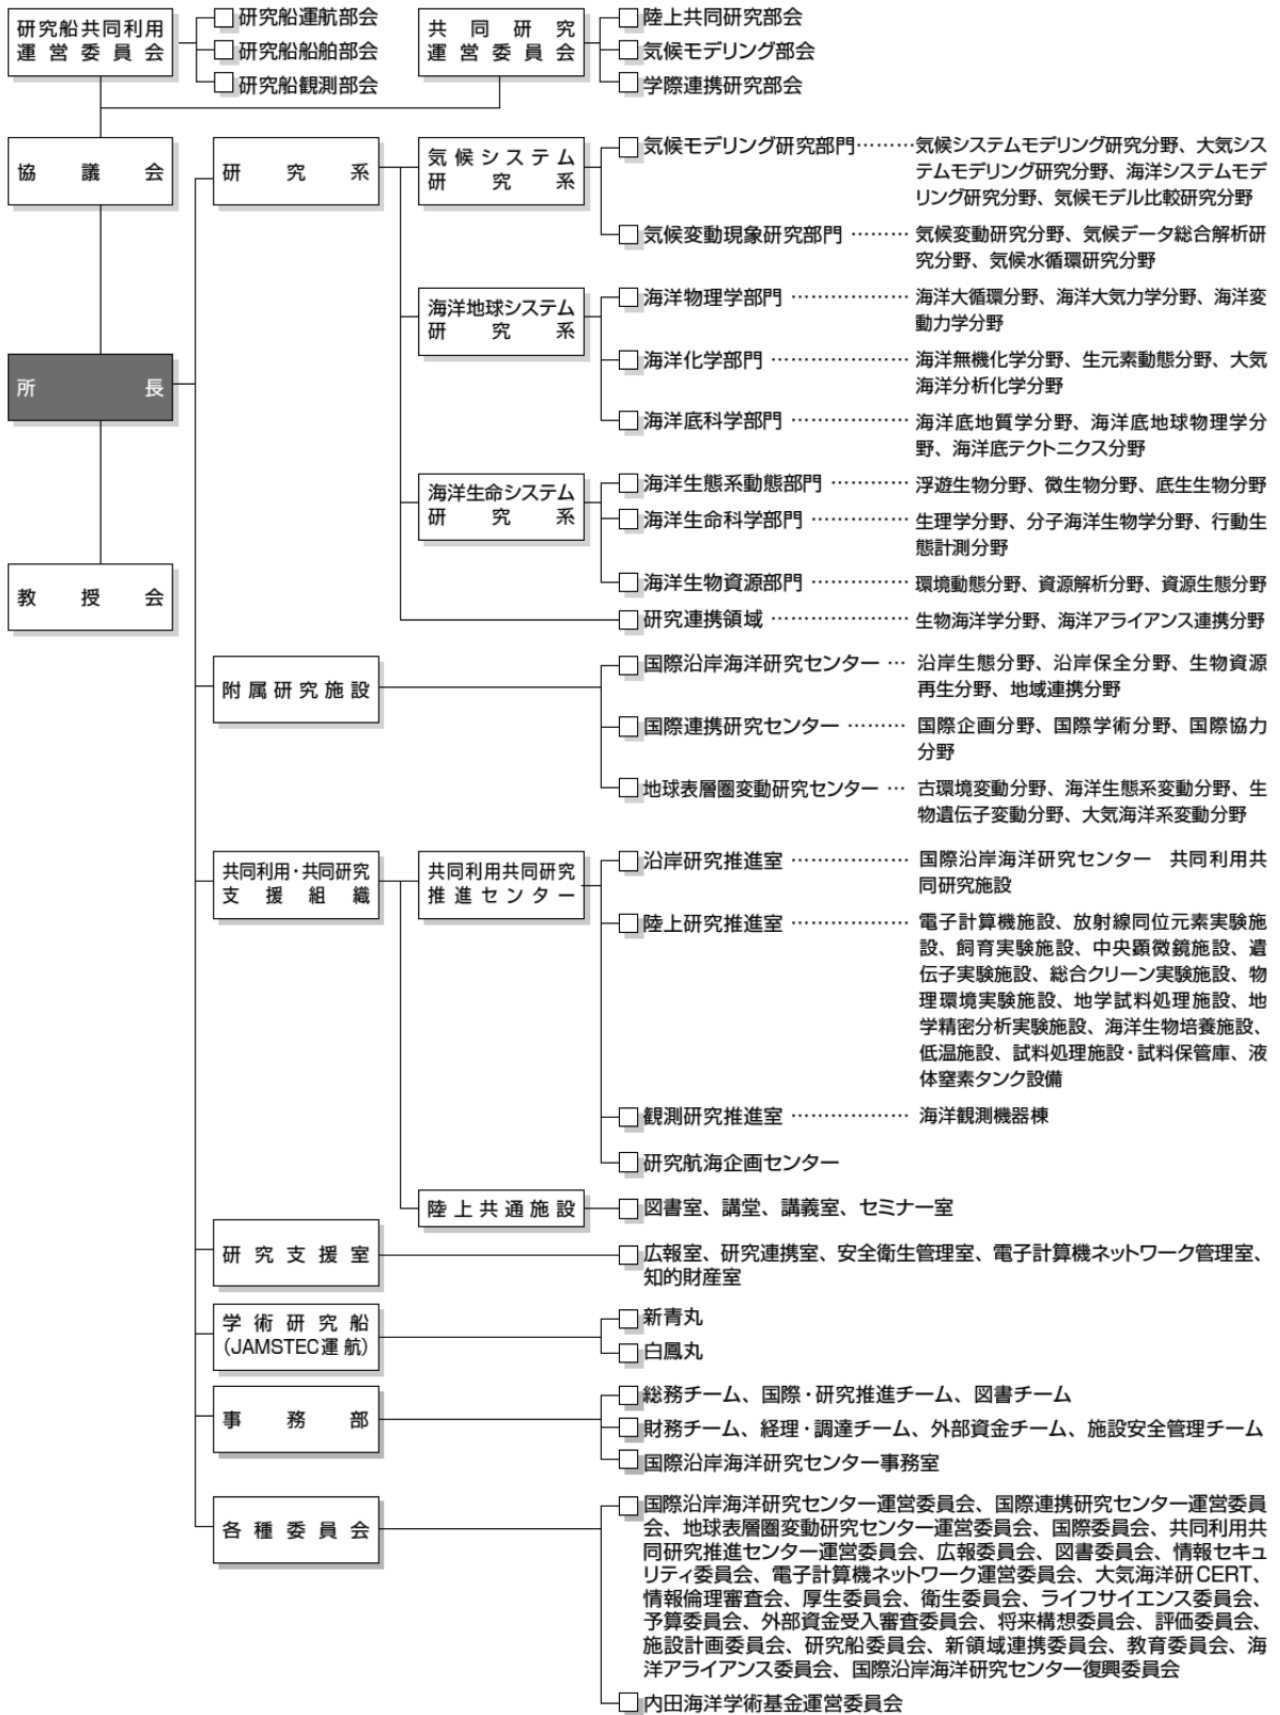 研究船共同利用
運営委員会
研究船運航部会
研究船船舶部会
研究船観測部会
共同研究
運営委員会
陸上共同研究部会
気候モデリング部会
学際連携研究部会
協議会
所長
教授会
研究系
気候システム
研究系
気候モデリング研究部門………気候システムモデリング研究分野、大気シス
テムモデリング研究分野、海洋システムモデ
リング研究分野、気候モデル比較研究分野
気候変動現象研究部門………気候変動研究分野、気候データ総合解析研
究分野、気候水循環研究分野
海洋地球システム
研究系
海洋物理学部門………………海洋大循環分野、海洋大気力学分野、海洋変
動力学分野
海洋化学部門…………………海洋無機化学分野、生元素動態分野、大気
海洋分析化学分野
海洋底科学部門………………海洋底地質学分野、海洋底地球物理学分
野、海洋底テクトニクス分野
海洋生命システム
研究系
海洋生態系動態部門…………浮遊生物分野、微生物分野、底生生物分野
海洋生命科学部門……………生理学分野、分子海洋生物学分野、行動生
態計測分野
海洋生物資源部門……………環境動態分野、資源解析分野、資源生態分野
研究連携領域…………………生物海洋学分野、海洋アライアンス連携分野
附属研究施設
国際沿岸海洋研究センター…沿岸生態分野、沿岸保全分野、生物資源
再生分野、地域連携分野
国際連携研究センター………国際企画分野、国際学術分野、国際協力
分野
地球表層圏変動研究センター…古環境変動分野、海洋生態系変動分野、生
物遺伝子変動分野、大気海洋系変動分野
共同利用・共同研究
支援組織
共同利用共同研究
推進センター
沿岸研究推進室………………国際沿岸海洋研究センター　共同利用共
同研究施設
陸上研究推進室………………電子計算機施設、放射線同位元素実験施
設、飼育実験施設、中央顕微鏡施設、遺
伝子実験施設、総合クリーン実験施設、物
理環境実験施設、地学試料処理施設、地
学精密分析実験施設、海洋生物培養施設、
低温施設、試料処理施設・試料保管庫、液
体窒素タンク設備
観測研究推進室………………海洋観測機器棟
研究航海企画センター
陸上共通施設
図書室、講堂、講義室、セミナー室
研究支援室
広報室、研究連携室、安全衛生管理室、電子計算機ネットワーク管理室、
知的財産室
学術研究船
（JAMSTEC運航）
新青丸
白鳳丸
事務部
総務チーム、国際・研究推進チーム、図書チーム
財務チーム、経理・調達チーム、外部資金チーム、施設安全管理チーム
国際沿岸海洋研究センター事務室
各種委員会
国際沿岸海洋研究センター運営委員会、国際連携研究センター運営委員
会、地球表層圏変動研究センター運営委員会、国際委員会、共同利用共
同研究推進センター運営委員会、広報委員会、図書委員会、情報セキュ
リティ委員会、電子計算機ネットワーク運営委員会、大気海洋研CERT、
情報倫理審査会、厚生委員会、衛生委員会、ライフサイエンス委員会、
予算委員会、外部資金受入審査委員会、将来構想委員会、評価委員会、
施設計画委員会、研究船委員会、新領域連携委員会、教育委員会、海
洋アライアンス委員会、国際沿岸海洋研究センター復興委員会
内田海洋学術基金運営委員会